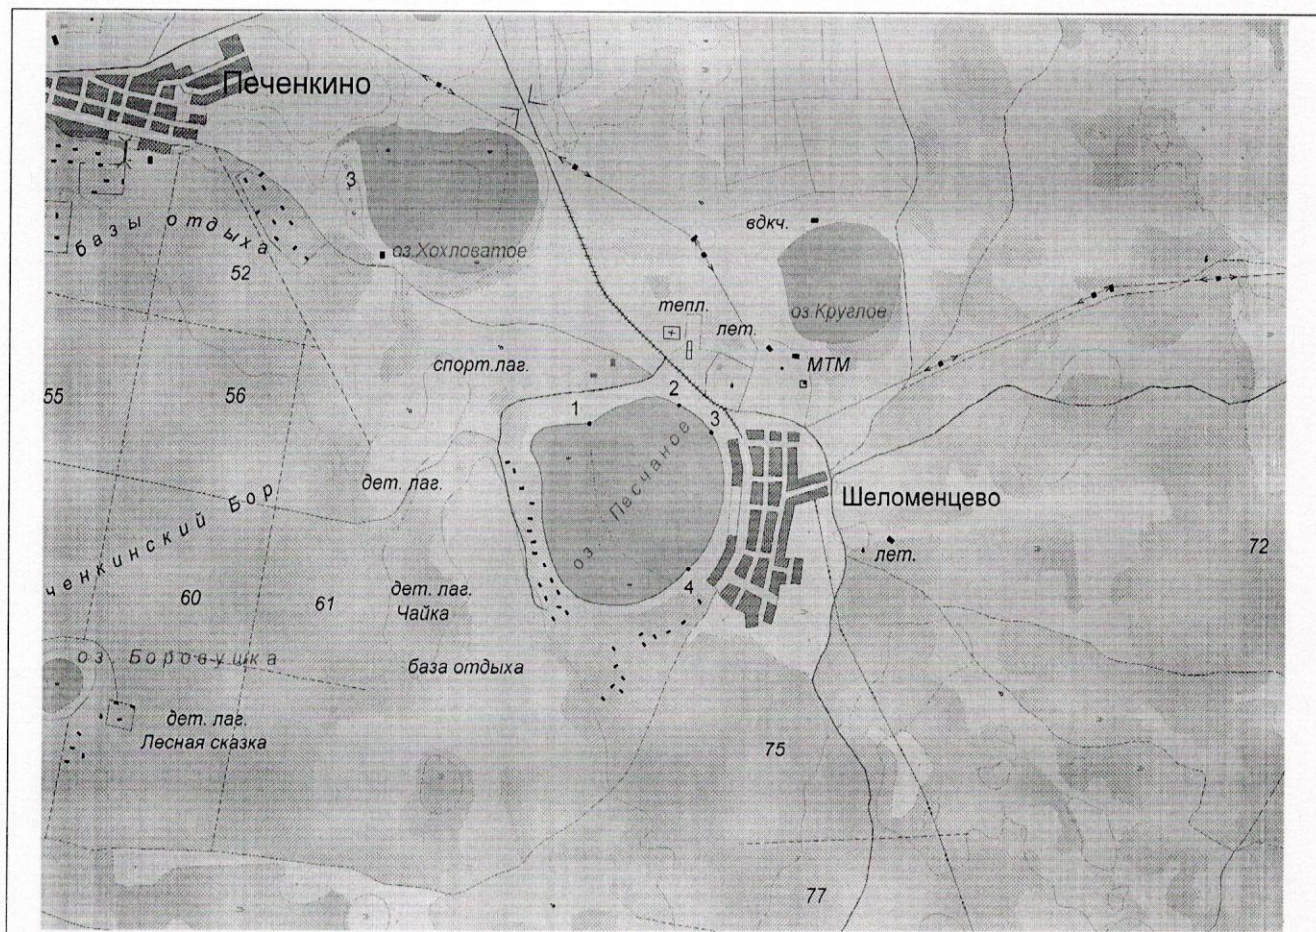 Печенкино
З
вдкч.
базы отдыха
оз.Хохловатое
52
тепл.
оз.Круглое
лет.
спорт.лаг.
МТМ
55
56
1
2
3
оз. Песчаное
дет. лаг.
Шеломенцево
ченкинский Бор
лет.
72
4
60
61
дет. лаг.
Чайка
оз. Боровушка
база отдыха
дет. лаг.
Лесная сказка
75
77